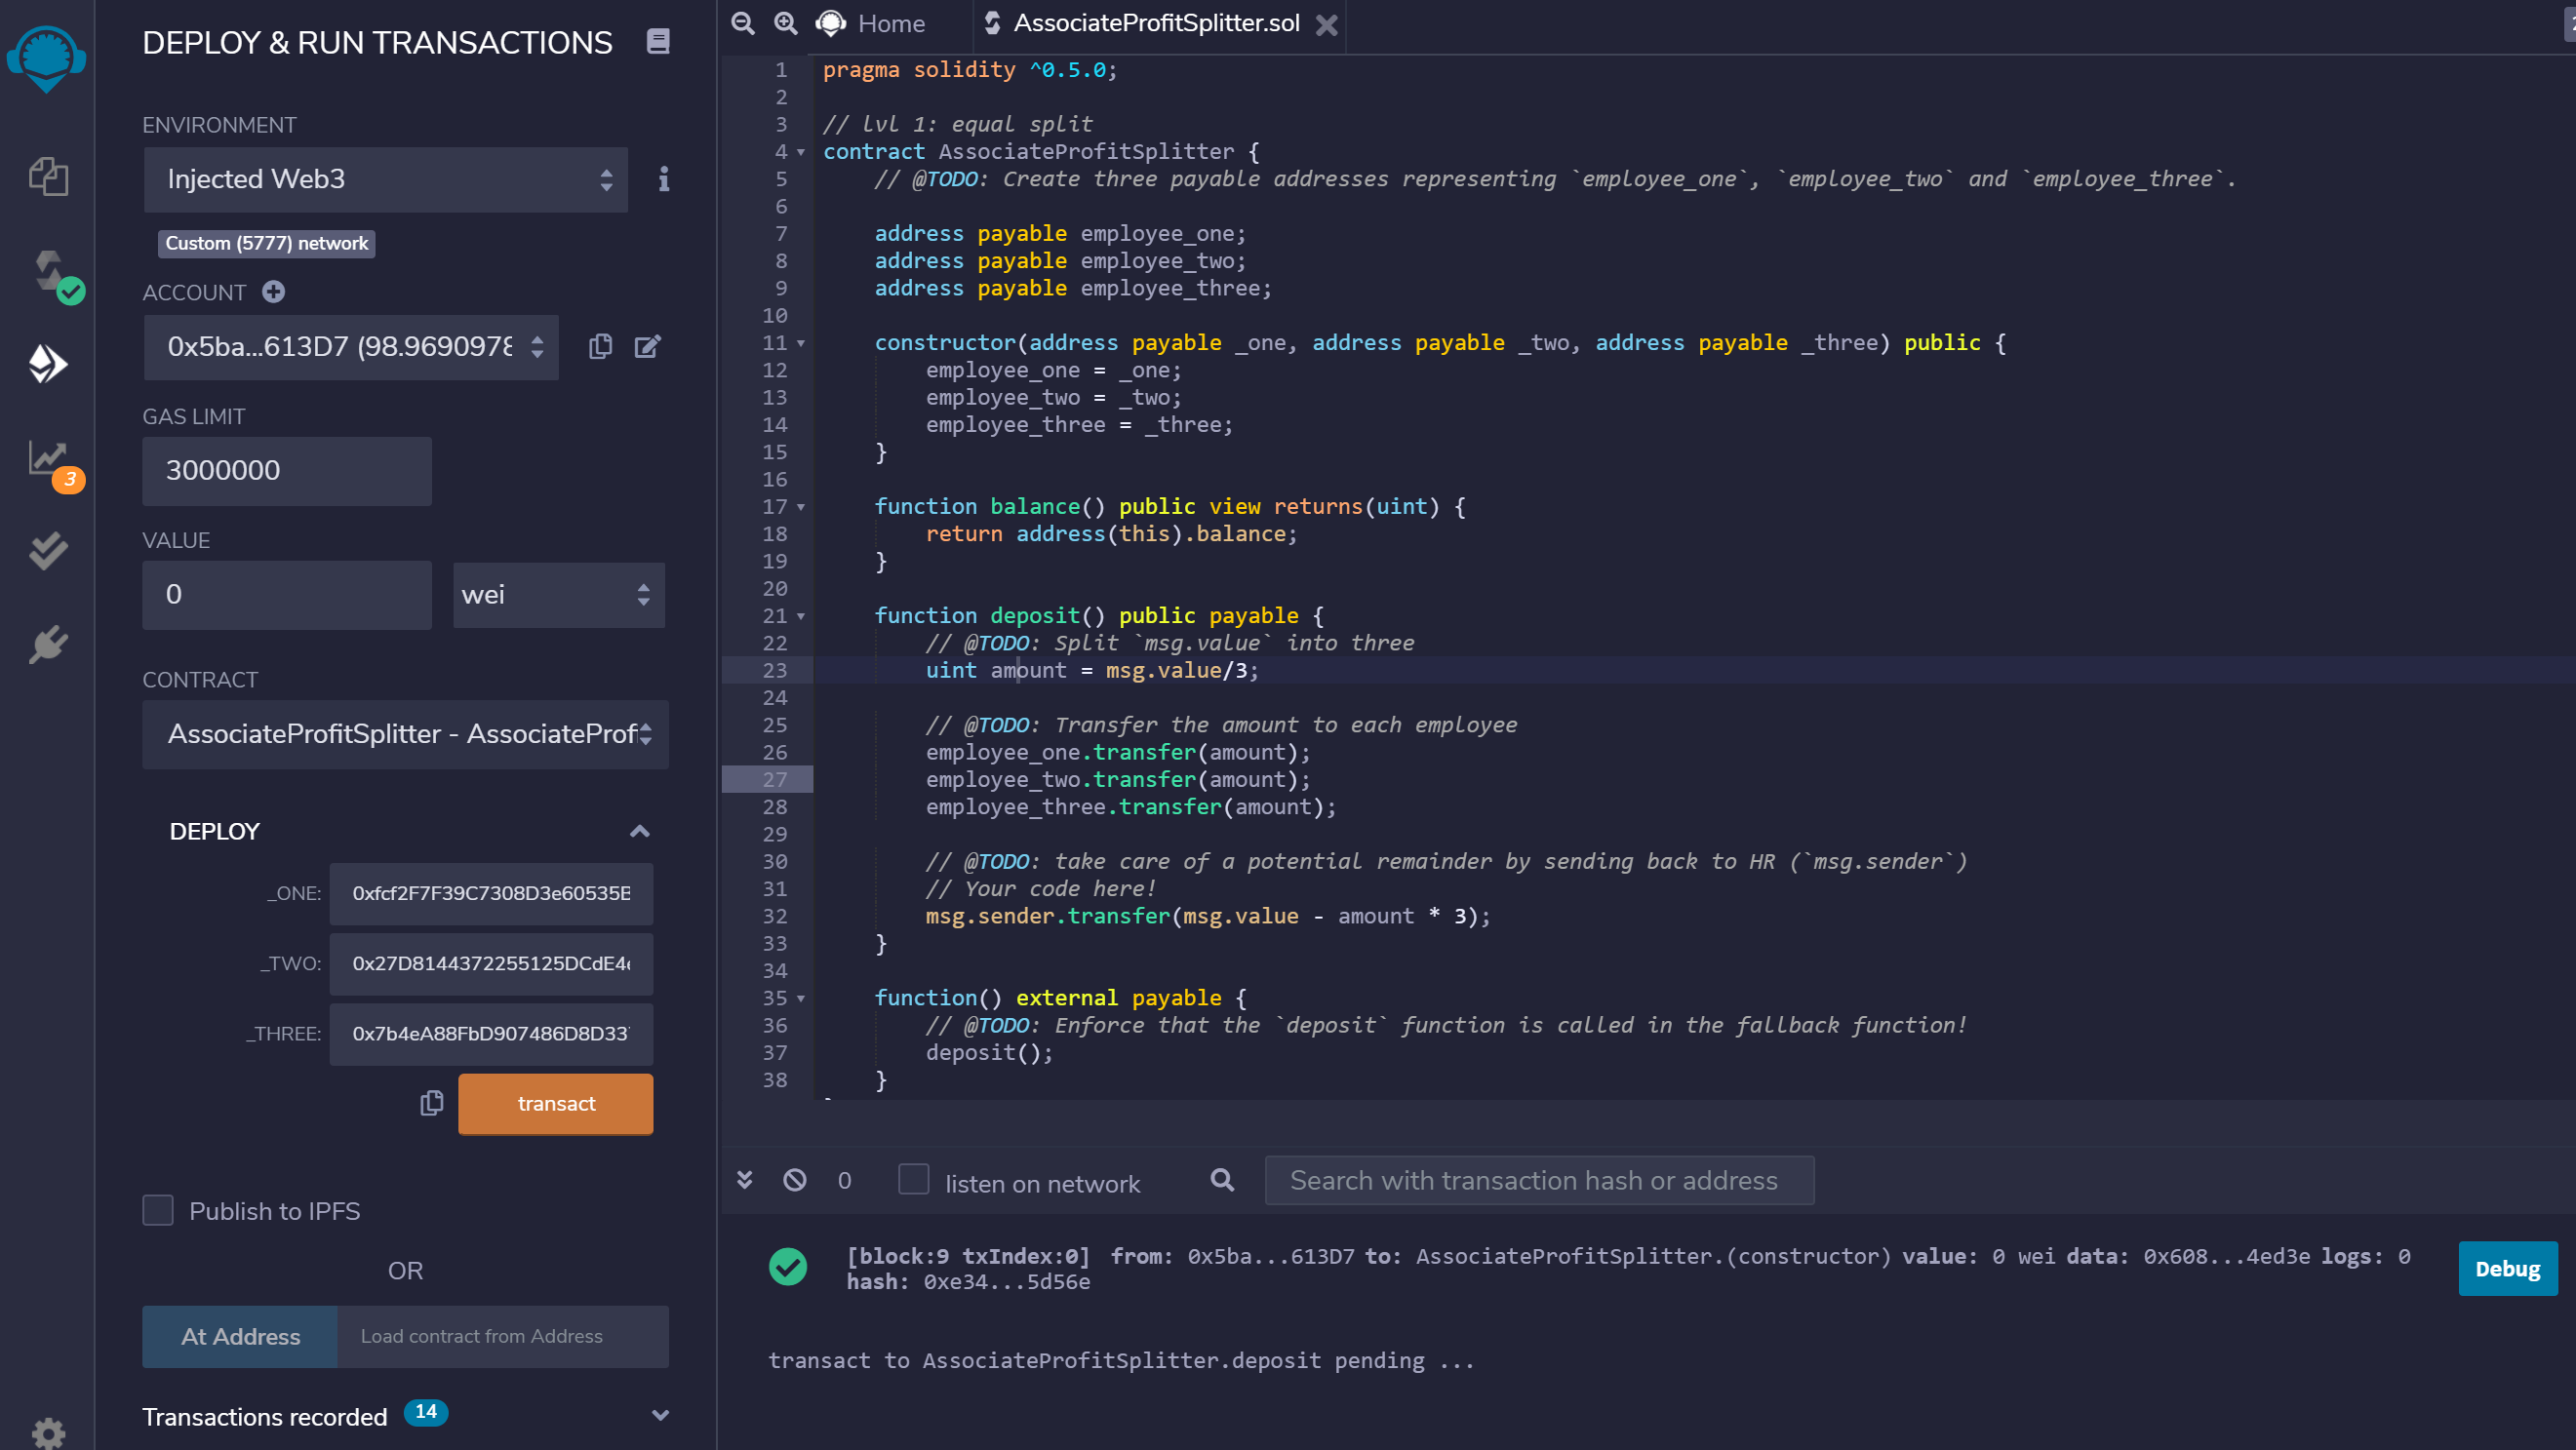 DEPLOY & RUN TRANSACTIONS
ENVIRONMENT
Injected Web3
Custom (5777) network
ACCOUNT
0x5ba...613D7 (98.9690978
GAS LIMIT
3000000
VALUE
0
wei
CONTRACT
AssociateProfitSplitter - AssociateProf
DEPLOY
_ONE:
0xfcf2F7F39C7308D3e60535B
_TWO:
0x27D8144372255125DCdE4e
_THREE:
0x7b4eA88FbD907486D8D33
transact
Publish to IPFS
OR
At Address
Load contract from Address
Transactions recorded 14
3
Home
AssociateProfitSplitter.sol
1 pragma solidity ^0.5.0;
2
3 // lvl 1: equal split
4 contract AssociateProfitSplitter {
5 // @TODO: Create three payable addresses representing `employee_one`, `employee_two` and `employee_three`.
6
7 address payable employee_one;
8 address payable employee_two;
9 address payable employee_three;
10
11 constructor(address payable _one, address payable _two, address payable _three) public {
12 employee_one = _one;
13 employee_two = _two;
14 employee_three = _three;
15 }
16
17 function balance() public view returns(uint) {
18 return address(this).balance;
19 }
20
21 function deposit() public payable {
22 // @TODO: Split `msg.value` into three
23 uint amount = msg.value/3;
24
25 // @TODO: Transfer the amount to each employee
26 employee_one.transfer(amount);
27 employee_two.transfer(amount);
28 employee_three.transfer(amount);
29
30 // @TODO: take care of a potential remainder by sending back to HR (`msg.sender`)
31 // Your code here!
32 msg.sender.transfer(msg.value - amount * 3);
33 }
34
35 function() external payable {
36 // @TODO: Enforce that the `deposit` function is called in the fallback function!
37 deposit();
38 }
0
listen on network
Search with transaction hash or address
[block:9 txIndex:0] from: 0x5ba...613D7 to: AssociateProfitSplitter.(constructor) value: 0 wei data: 0x608...4ed3e logs: 0
hash: 0xe34...5d56e
Debug
transact to AssociateProfitSplitter.deposit pending ...